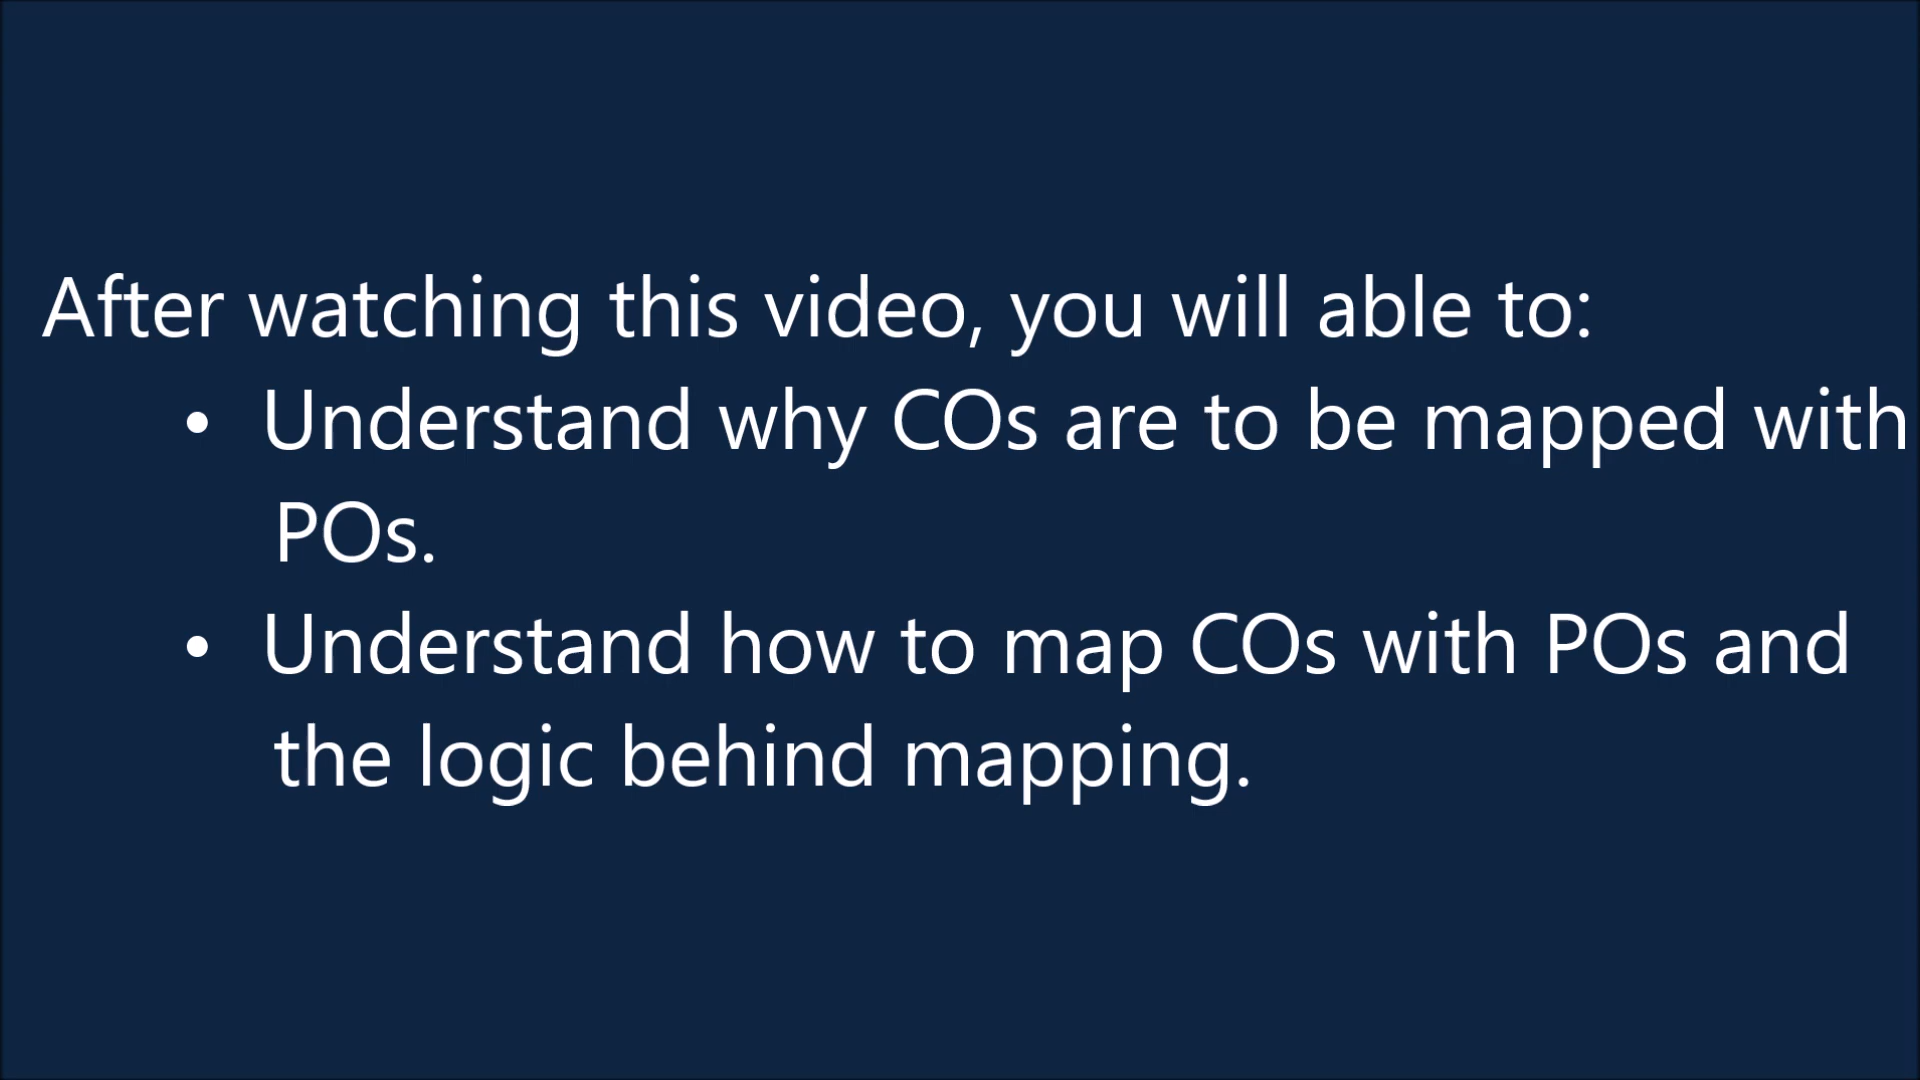 After watching this video, you will able to:
• Understand why COs are to be mapped with
POs.
• Understand how to map COs with POs and
the logic behind mapping.